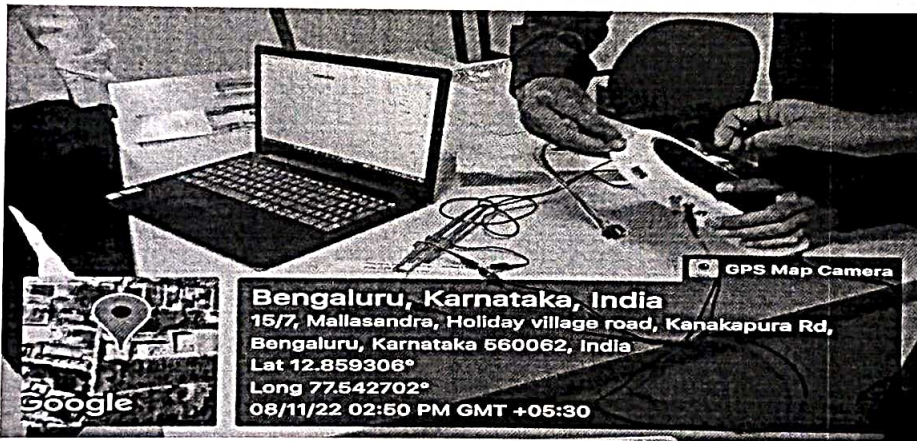 GPS Map Camera
Bengaluru, Karnataka, India
15/7, Mallasandra, Holiday village road, Kanakapura Rd,
Bengaluru, Karnataka 560062, India
Lat 12.859306°
Long 77.542702°
08/11/22 02:50 PM GMT +05:30
Google